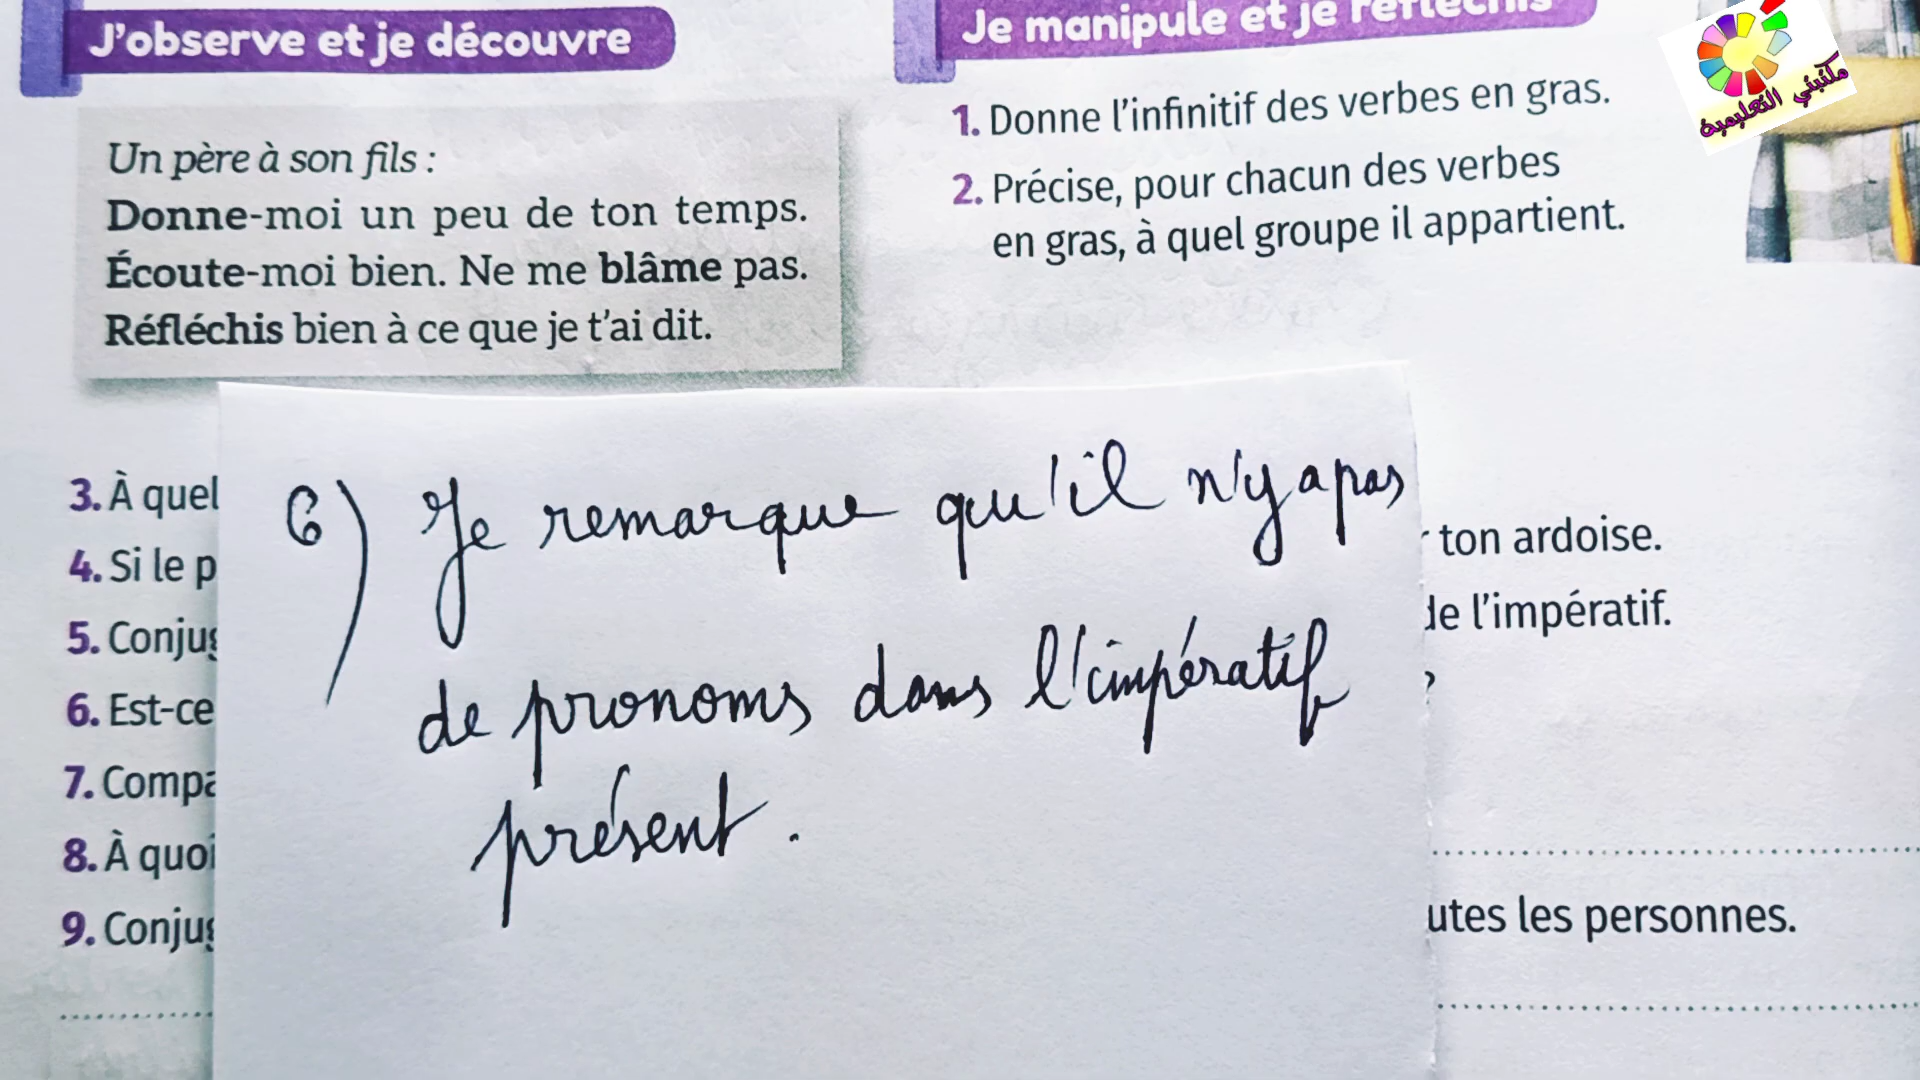 J'observe et je découvre
Un père à son fils :
Donne-moi un peu de ton temps.
Écoute-moi bien. Ne me blâme pas.
Réfléchis bien à ce que je t'ai dit.
Je manipule et je réfléchis
1. Donne l'infinitif des verbes en gras.
2. Précise, pour chacun des verbes
en gras, à quel groupe il appartient.
مكتبتي التعليمية
3. À quel
4. Si le p
ton ardoise.
5. Conjug
de l'impératif.
6. Est-ce
?
7. Compa
8. À quoi
9. Conjug
utes les personnes.
6) Je remarque qu'il n'y a pas
de pronoms dans l'impératif
présent.